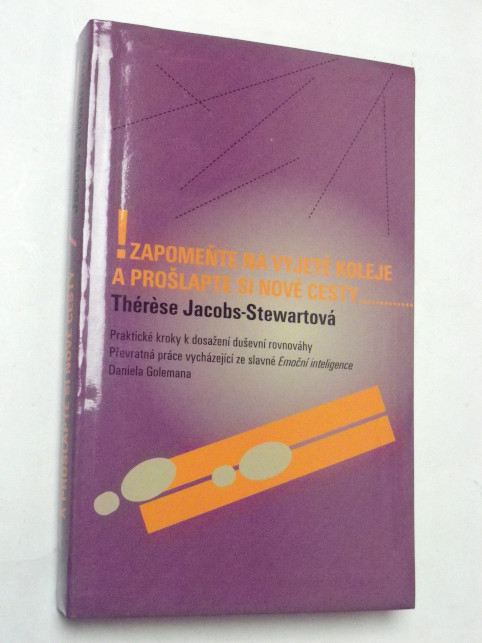 ! ZAPOMEŇTE NA VYJETÉ KOLEJE
A PROŠLAPTE SI NOVÉ CESTY............
Thérèse Jacobs-Stewartová
Praktické kroky k dosažení duševní rovnováhy
Převratná práce vycházející ze slavné Emoční inteligence
Daniela Golemana
A PROŠLAPTE SI NOVÉ CESTY